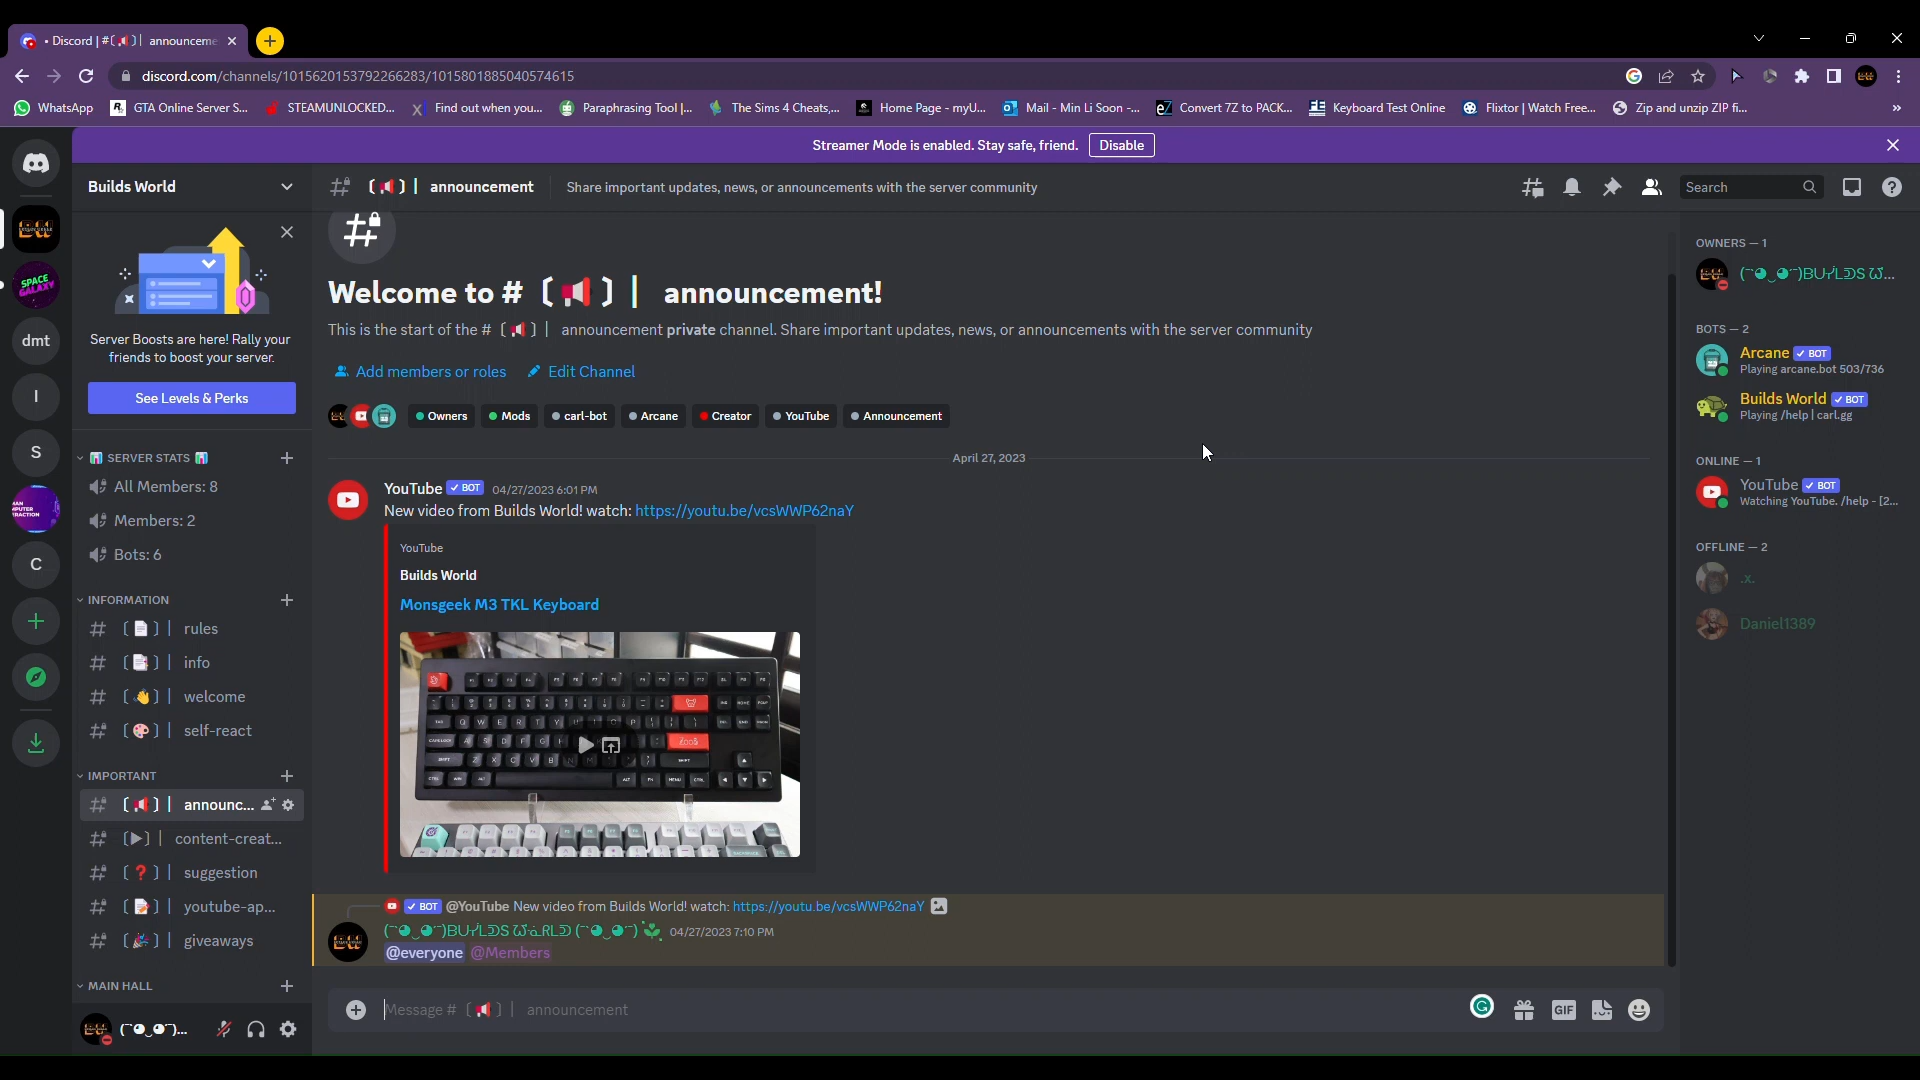 • Discord | #〔📢〕| announceme
discord.com/channels/1015620153792266283/1015801885040574615
WhatsApp
GTA Online Server S...
STEAMUNLOCKED...
Find out when you...
Paraphrasing Tool |...
The Sims 4 Cheats,...
Home Page - myU...
Mail - Min Li Soon -...
Convert 7Z to PACK...
Keyboard Test Online
Flixtor | Watch Free...
Zip and unzip ZIP fi...
»
Streamer Mode is enabled. Stay safe, friend.
Disable
SPACE GALAXY
dmt
I
S
C
Builds World
Server Boosts are here! Rally your
friends to boost your server.
See Levels & Perks
📊 SERVER STATS 📊
All Members: 8
Members: 2
Bots: 6
INFORMATION
〔📄〕| rules
〔📑〕| info
〔👋〕| welcome
〔🎨〕| self-react
IMPORTANT
〔📢〕| announc...
〔▶〕| content-creat...
〔❓〕| suggestion
〔📝〕| youtube-ap...
〔🎉〕| giveaways
MAIN HALL
(¯◕‿◕¯)...
〔📢〕| announcement
Share important updates, news, or announcements with the server community
Search
Welcome to #〔📢〕| announcement!
This is the start of the #〔📢〕| announcement private channel. Share important updates, news, or announcements with the server community
Add members or roles
Edit Channel
Owners
Mods
carl-bot
Arcane
Creator
YouTube
Announcement
April 27, 2023
YouTube ✓ BOT 04/27/2023 6:01 PM
New video from Builds World! watch: https://youtu.be/vcsWWP62naY
YouTube
Builds World
Monsgeek M3 TKL Keyboard
✓ BOT @YouTube New video from Builds World! watch: https://youtu.be/vcsWWP62naY
04/27/2023 7:10 PM
@everyone @Members
Message #〔📢〕| announcement
GIF
OWNERS — 1
BOTS — 2
Arcane ✓ BOT
Playing arcane.bot 503/736
Builds World ✓ BOT
Playing /help | carl.gg
ONLINE — 1
YouTube ✓ BOT
Watching YouTube. /help - [2...
OFFLINE — 2
.x.
Daniel1389